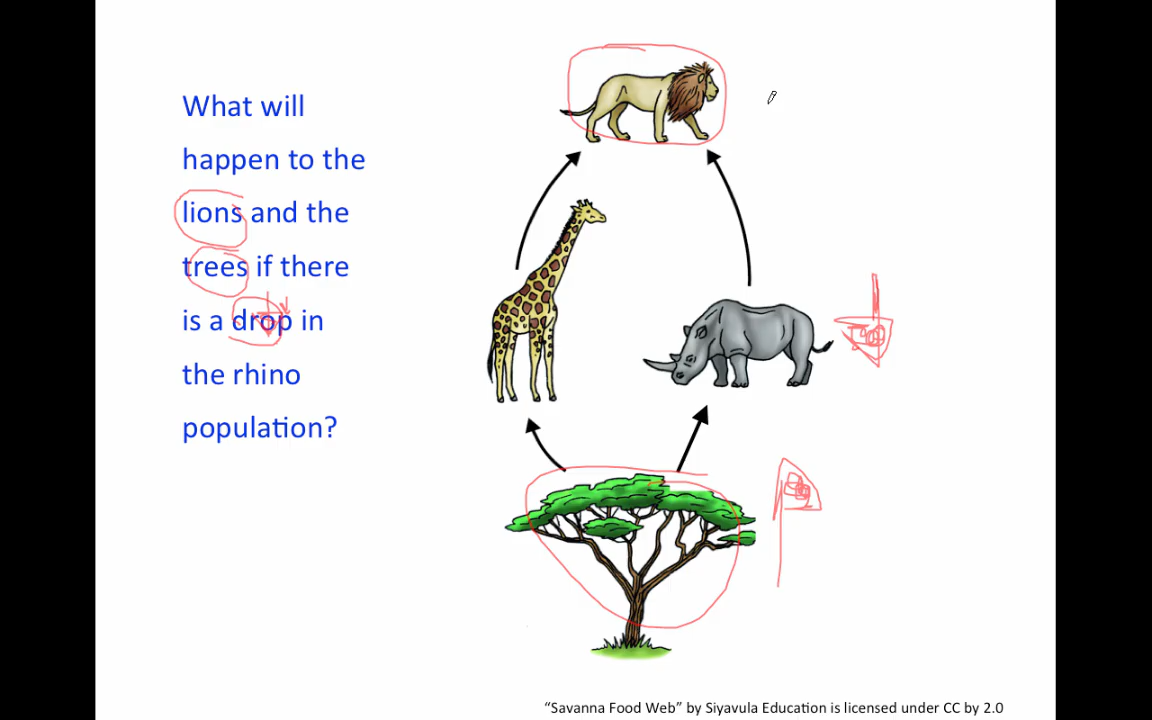 What will
happen to the
lions and the
trees if there
is a drop in
the rhino
population?
“Savanna Food Web” by Siyavula Education is licensed under CC by 2.0